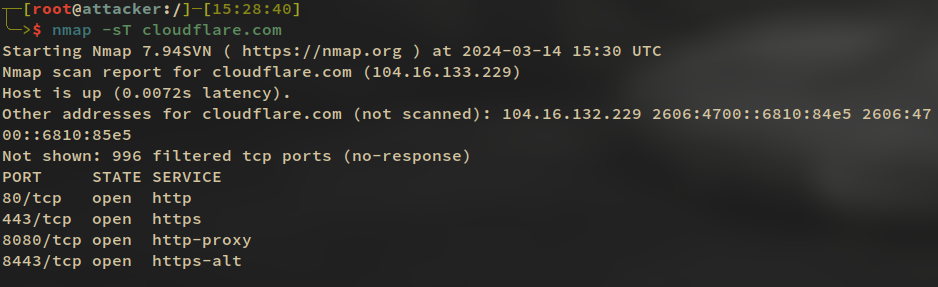 [root@attacker:/]─[15:28:40]
>$ nmap -sT cloudflare.com
Starting Nmap 7.94SVN ( https://nmap.org ) at 2024-03-14 15:30 UTC
Nmap scan report for cloudflare.com (104.16.133.229)
Host is up (0.0072s latency).
Other addresses for cloudflare.com (not scanned): 104.16.132.229 2606:4700::6810:84e5 2606:47
00::6810:85e5
Not shown: 996 filtered tcp ports (no-response)
PORT     STATE SERVICE
80/tcp   open  http
443/tcp  open  https
8080/tcp open  http-proxy
8443/tcp open  https-alt